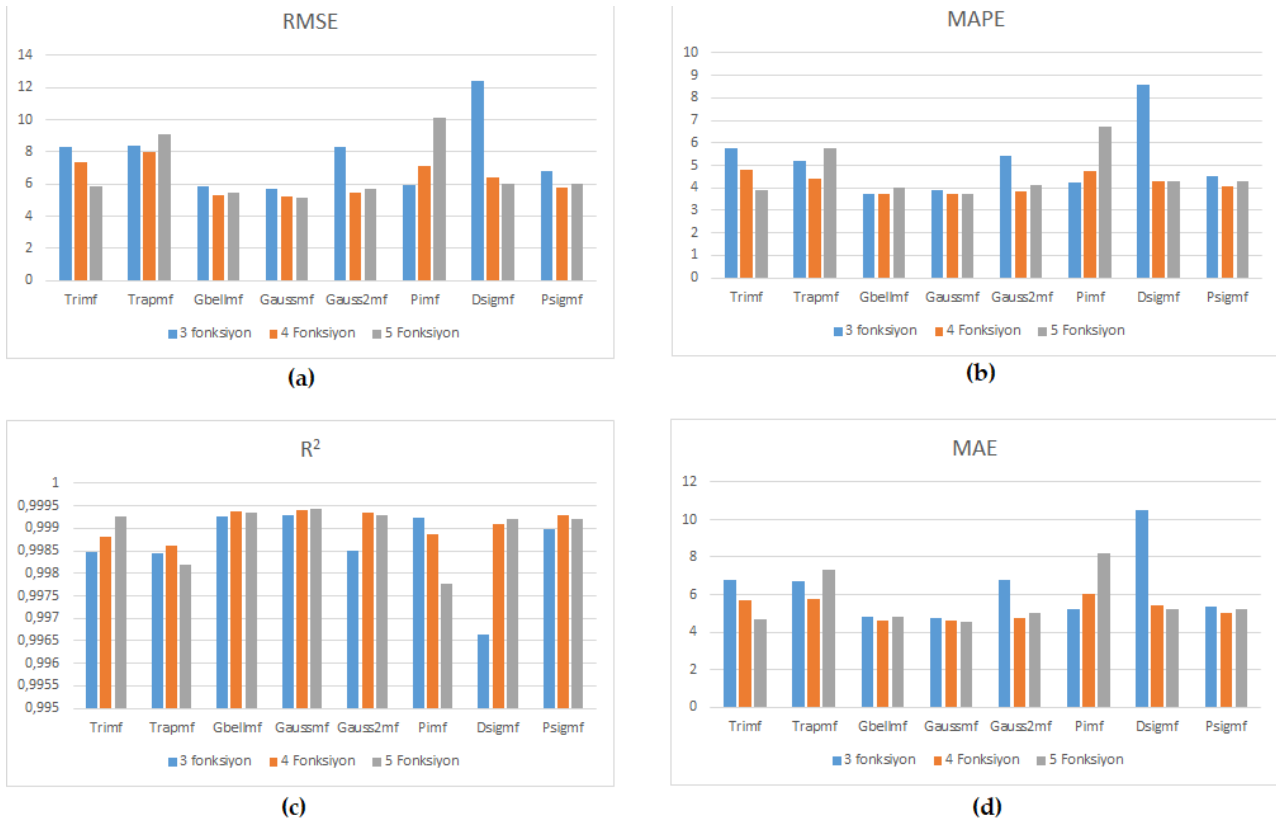 RMSE
14
12
10
8
6
4
2
0
Trimf Trapmf Gbellmf Gaussmf Gauss2mf Pimf Dsigmf Psigmf
3 fonksiyon 4 Fonksiyon 5 Fonksiyon
(a)
MAPE
10
9
8
7
6
5
4
3
2
1
0
Trimf Trapmf Gbellmf Gaussmf Gauss2mf Pimf Dsigmf Psigmf
3 fonksiyon 4 Fonksiyon 5 Fonksiyon
(b)
R²
1
0,9995
0,999
0,9985
0,998
0,9975
0,997
0,9965
0,996
0,9955
0,995
Trimf Trapmf Gbellmf Gaussmf Gauss2mf Pimf Dsigmf Psigmf
3 fonksiyon 4 Fonksiyon 5 Fonksiyon
(c)
MAE
12
10
8
6
4
2
0
Trimf Trapmf Gbellmf Gaussmf Gauss2mf Pimf Dsigmf Psigmf
3 fonksiyon 4 Fonksiyon 5 Fonksiyon
(d)